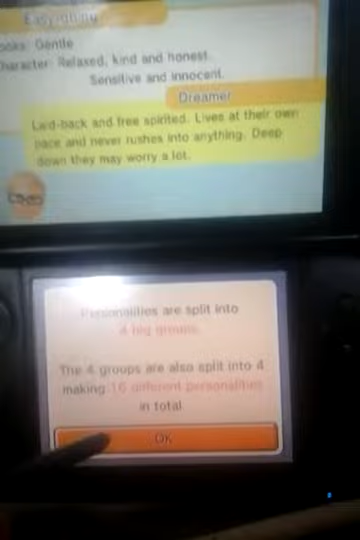 Easygoing
ooks: Gentle
haracter: Relaxed, kind and honest.
Sensitive and innocent.
Dreamer
Laid-back and free spirited. Lives at their own
pace and never rushes into anything. Deep
down they may worry a lot.
Personalities are split into
4 big groups.
The 4 groups are also split into 4
making 16 different personalities
in total.
OK